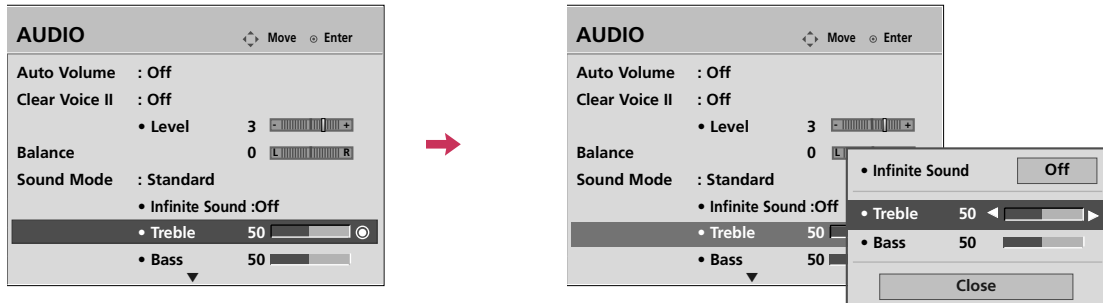 AUDIO Move Enter
Auto Volume : Off
Clear Voice II : Off
• Level 3 - +
Balance 0 L R
Sound Mode : Standard
• Infinite Sound :Off
• Treble 50
• Bass 50
AUDIO Move Enter
Auto Volume : Off
Clear Voice II : Off
• Level 3 - +
Balance 0 L
Sound Mode : Standard
• Infinite Sound :Off
• Treble 50
• Bass 50
• Infinite Sound Off
• Treble 50
• Bass 50
Close